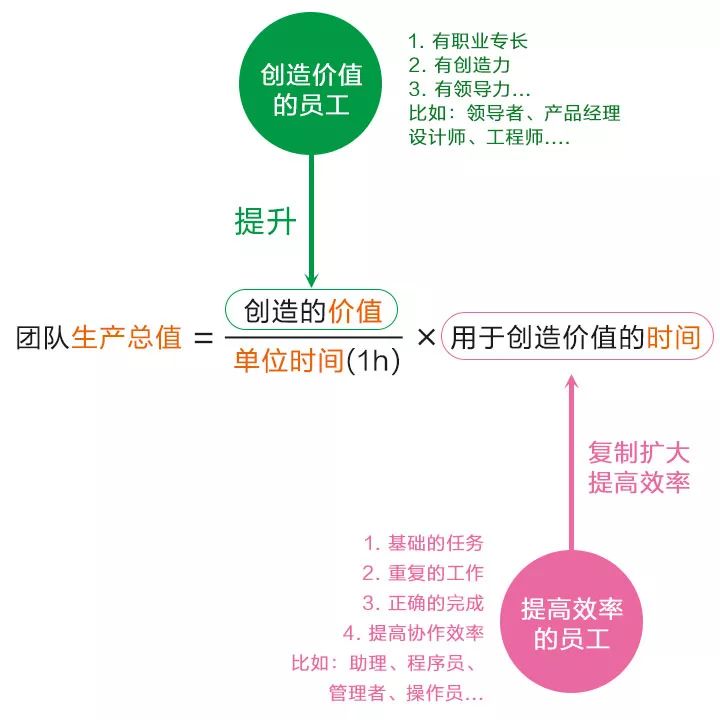 创造价值
的员工
1. 有职业专长
2. 有创造力
3. 有领导力...
比如：领导者、产品经理
设计师、工程师....
提升
团队生产总值 = 创造的价值 × 用于创造价值的时间
单位时间(1h)
复制扩大
提高效率
1. 基础的任务
2. 重复的工作
3. 正确的完成
4. 提高协作效率
比如：助理、程序员、
管理者、操作员...
提高效率
的员工